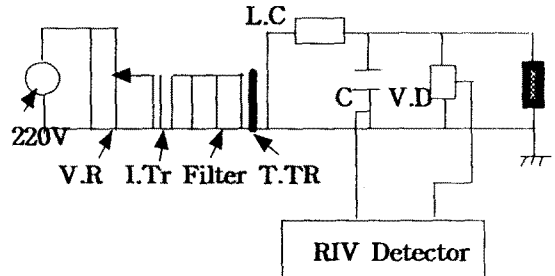 L.C
C V.D
220V
V.R I.Tr Filter T.TR
RIV Detector